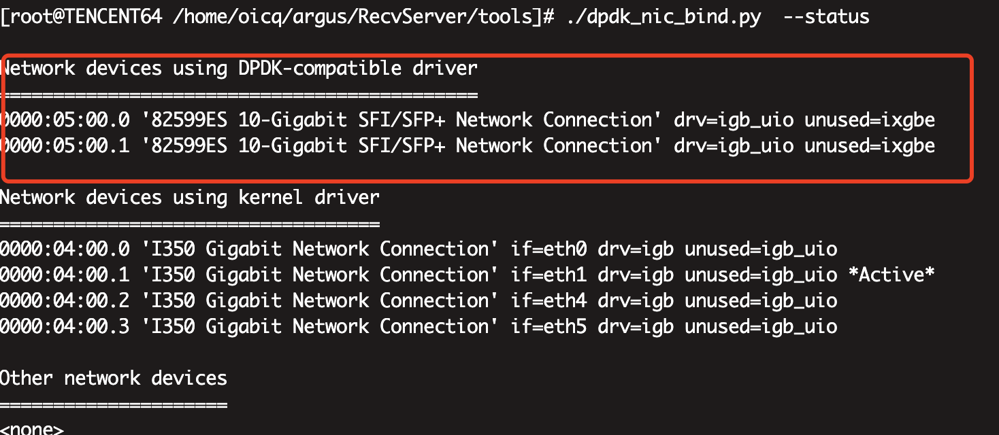 [root@TENCENT64 /home/oicq/argus/RecvServer/tools]# ./dpdk_nic_bind.py  --status
Network devices using DPDK-compatible driver
============================================
0000:05:00.0 '82599ES 10-Gigabit SFI/SFP+ Network Connection' drv=igb_uio unused=ixgbe
0000:05:00.1 '82599ES 10-Gigabit SFI/SFP+ Network Connection' drv=igb_uio unused=ixgbe
Network devices using kernel driver
===================================
0000:04:00.0 'I350 Gigabit Network Connection' if=eth0 drv=igb unused=igb_uio
0000:04:00.1 'I350 Gigabit Network Connection' if=eth1 drv=igb unused=igb_uio *Active*
0000:04:00.2 'I350 Gigabit Network Connection' if=eth4 drv=igb unused=igb_uio
0000:04:00.3 'I350 Gigabit Network Connection' if=eth5 drv=igb unused=igb_uio
Other network devices
=====================
<none>